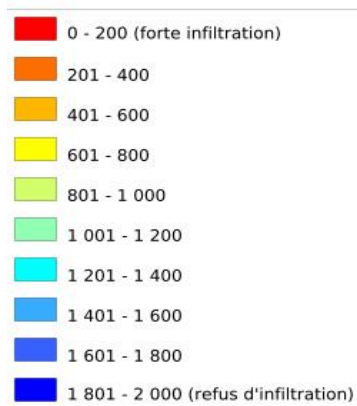 0 - 200 (forte infiltration)
201 - 400
401 - 600
601 - 800
801 - 1 000
1 001 - 1 200
1 201 - 1 400
1 401 - 1 600
1 601 - 1 800
1 801 - 2 000 (refus d'infiltration)